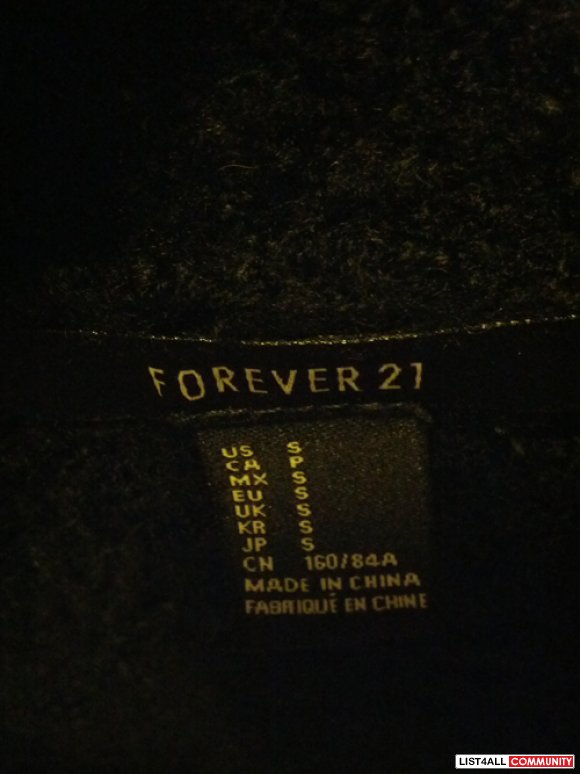 FOREVER 21
US S
CA P
MX S
EU S
UK S
KR S
JP S
CN 160/84A
MADE IN CHINA
FABRIQUÉ EN CHINE
LIST4ALL COMMUNITY